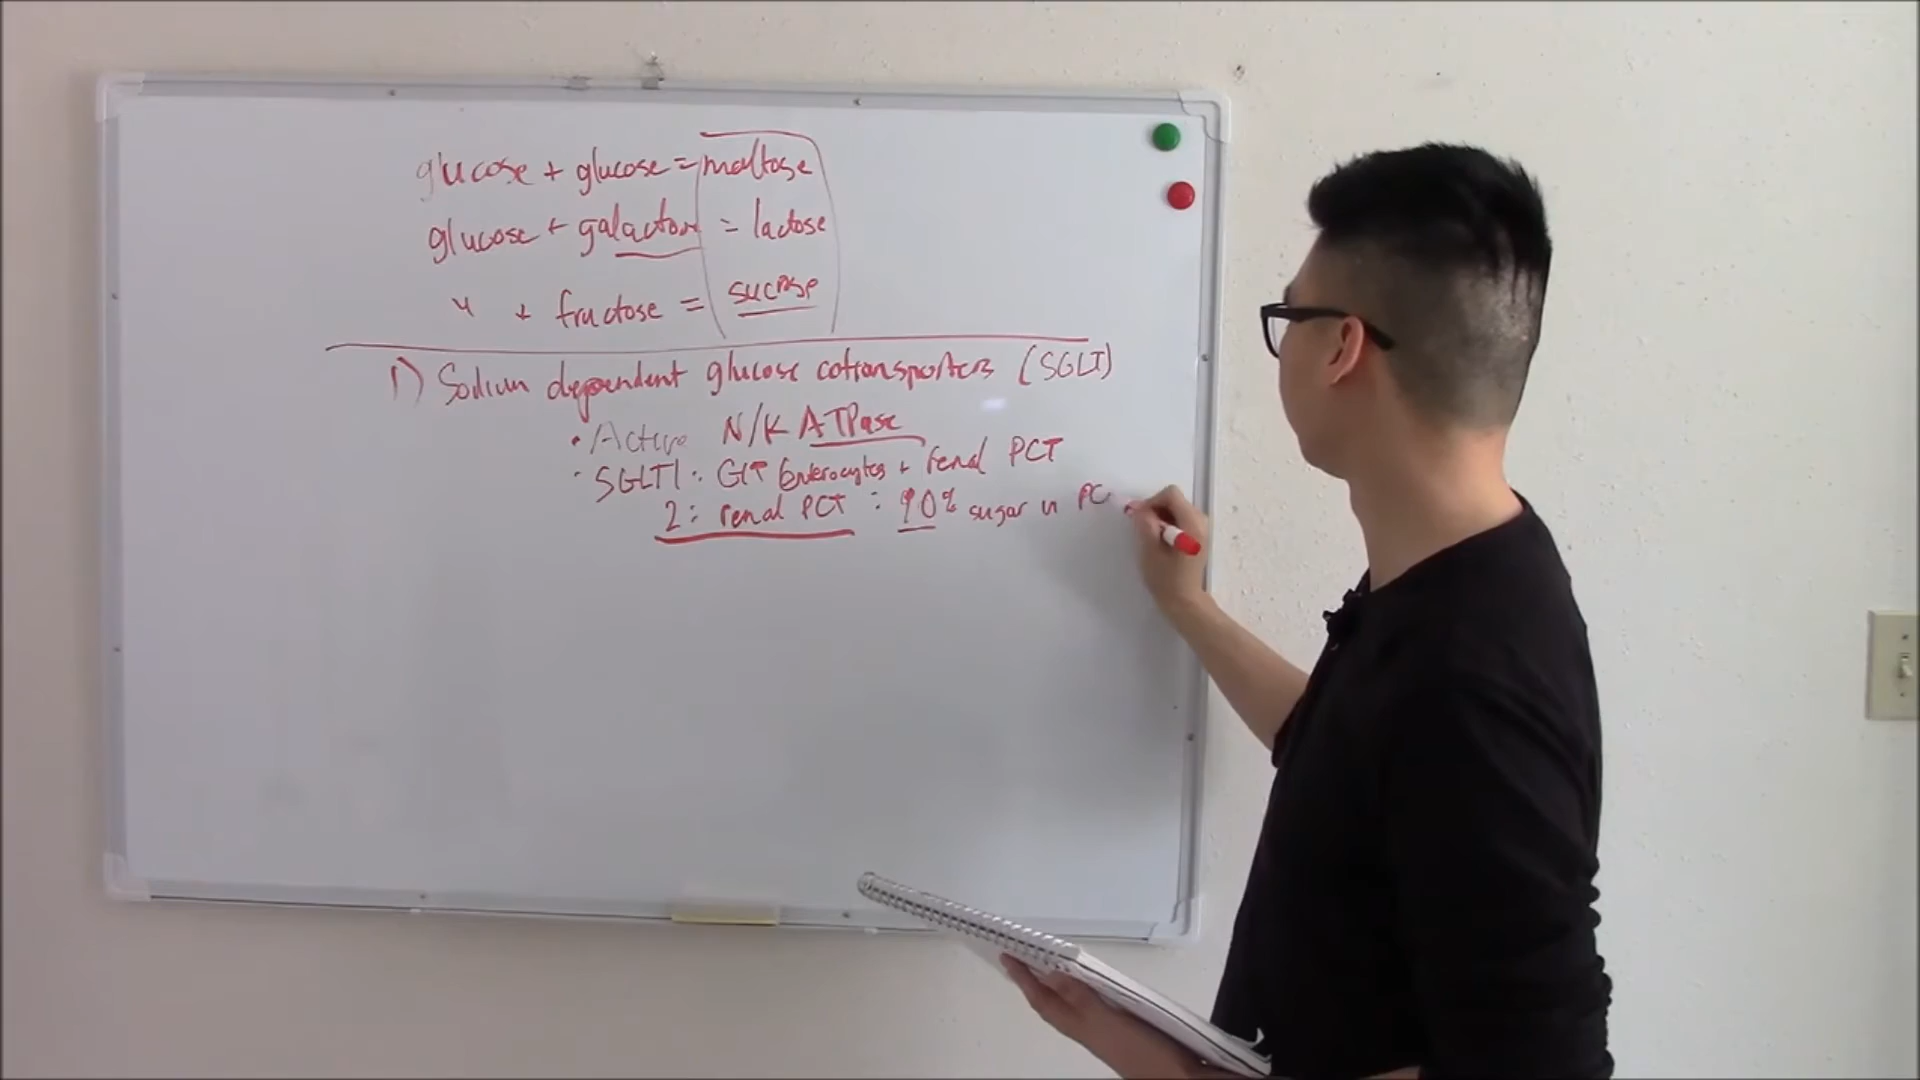 glucose + glucose = maltose
glucose + galactose = lactose
" + fructose = sucrose
1) Sodium dependent glucose cotransporters (SGLT)
• Active N/K ATPase
• SGLT1: GIT Enterocytes + renal PCT
2: renal PCT : 90% sugar in PC